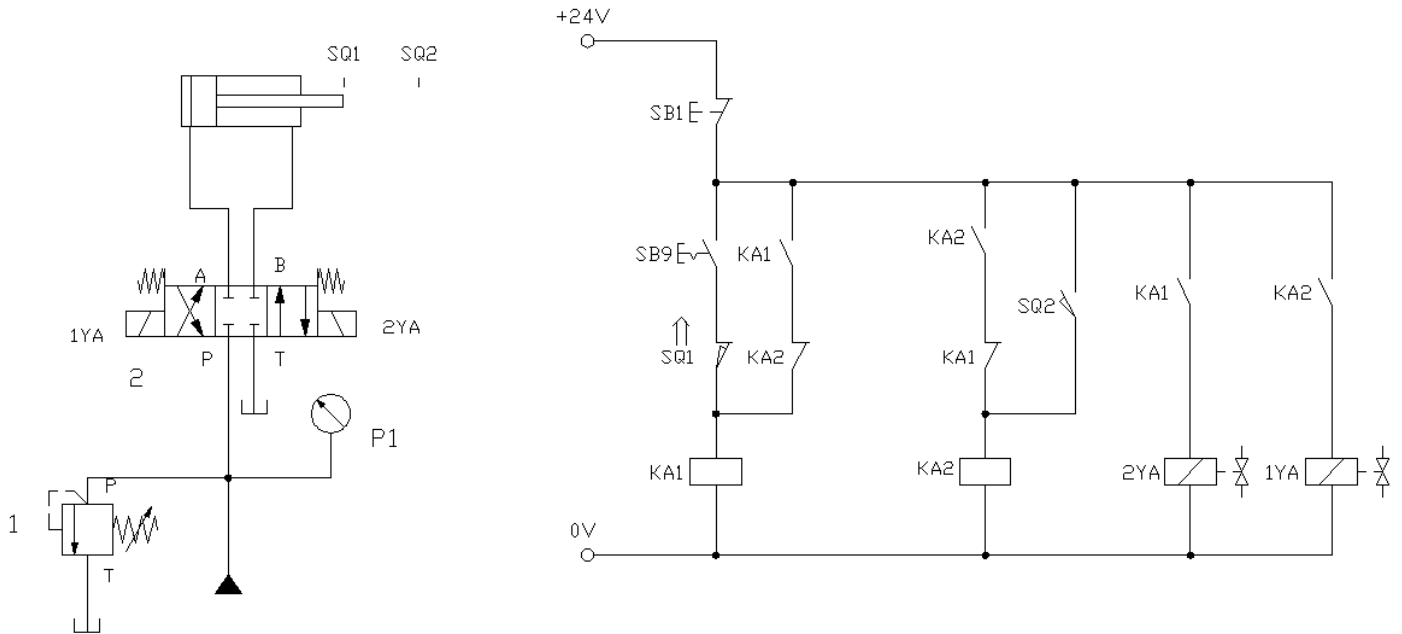 SQ1 SQ2
A B
1YA 2YA
P T
2
P1
P
1
T
+24V
SB1
SB9 KA1 KA2
SQ2 KA1 KA2
SQ1 KA2 KA1
KA1 KA2 2YA 1YA
0V